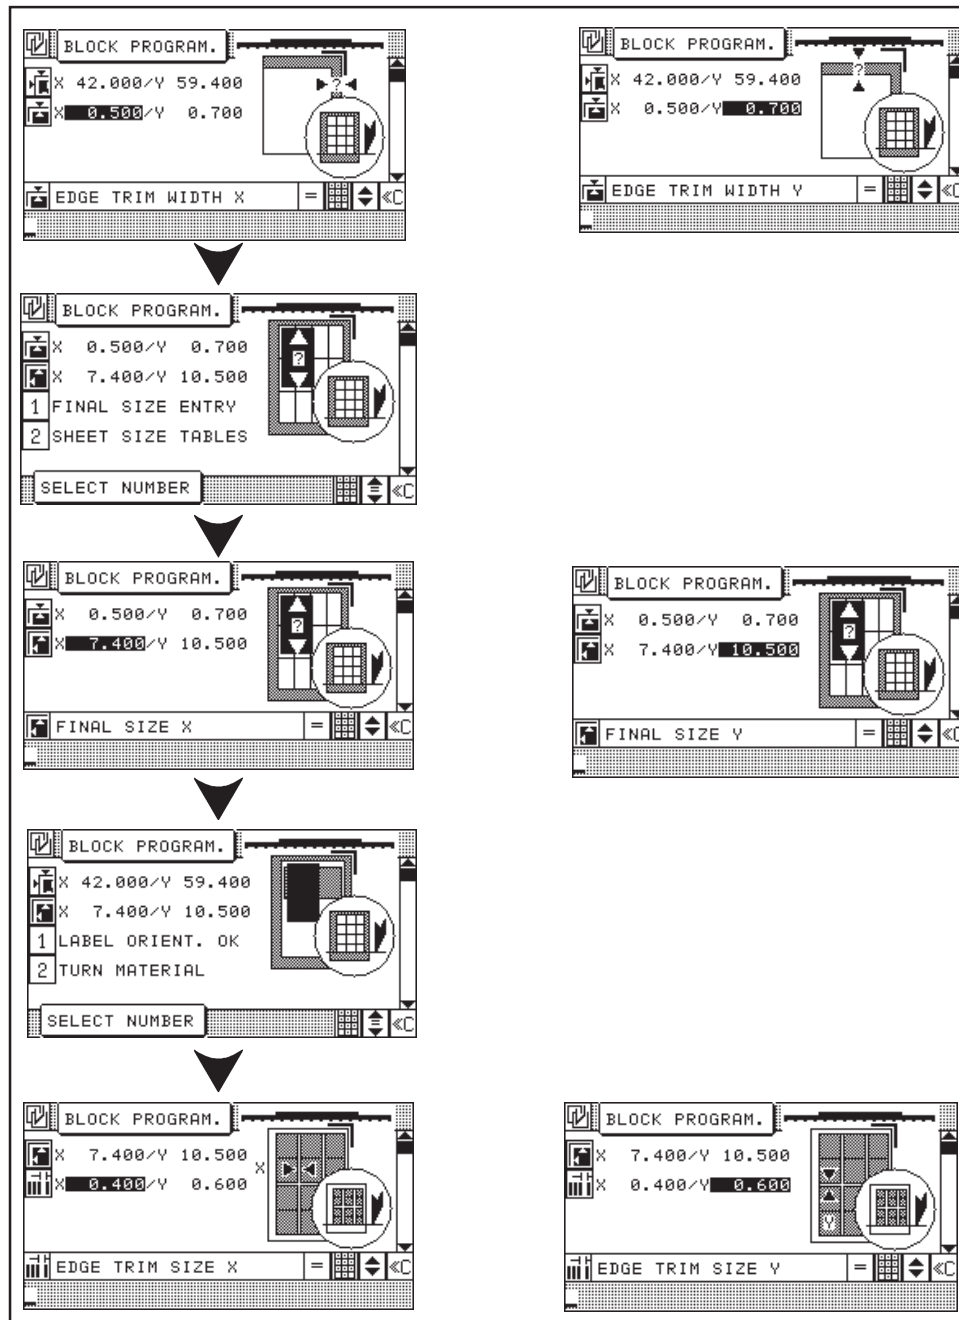 BLOCK PROGRAM.
X 42.000/Y 59.400
X 0.500/Y 0.700
?
EDGE TRIM WIDTH X = «C
BLOCK PROGRAM.
X 42.000/Y 59.400
X 0.500/Y 0.700
?
EDGE TRIM WIDTH Y = «C
BLOCK PROGRAM.
X 0.500/Y 0.700
X 7.400/Y 10.500
?
1 FINAL SIZE ENTRY
2 SHEET SIZE TABLES
SELECT NUMBER «C
BLOCK PROGRAM.
X 0.500/Y 0.700
X 7.400/Y 10.500
?
FINAL SIZE X = «C
BLOCK PROGRAM.
X 0.500/Y 0.700
X 7.400/Y 10.500
?
FINAL SIZE Y = «C
BLOCK PROGRAM.
X 42.000/Y 59.400
X 7.400/Y 10.500
1 LABEL ORIENT. OK
2 TURN MATERIAL
SELECT NUMBER «C
BLOCK PROGRAM.
X 7.400/Y 10.500
X
X 0.400/Y 0.600
EDGE TRIM SIZE X = «C
BLOCK PROGRAM.
X 7.400/Y 10.500
X 0.400/Y 0.600
Y
EDGE TRIM SIZE Y = «C